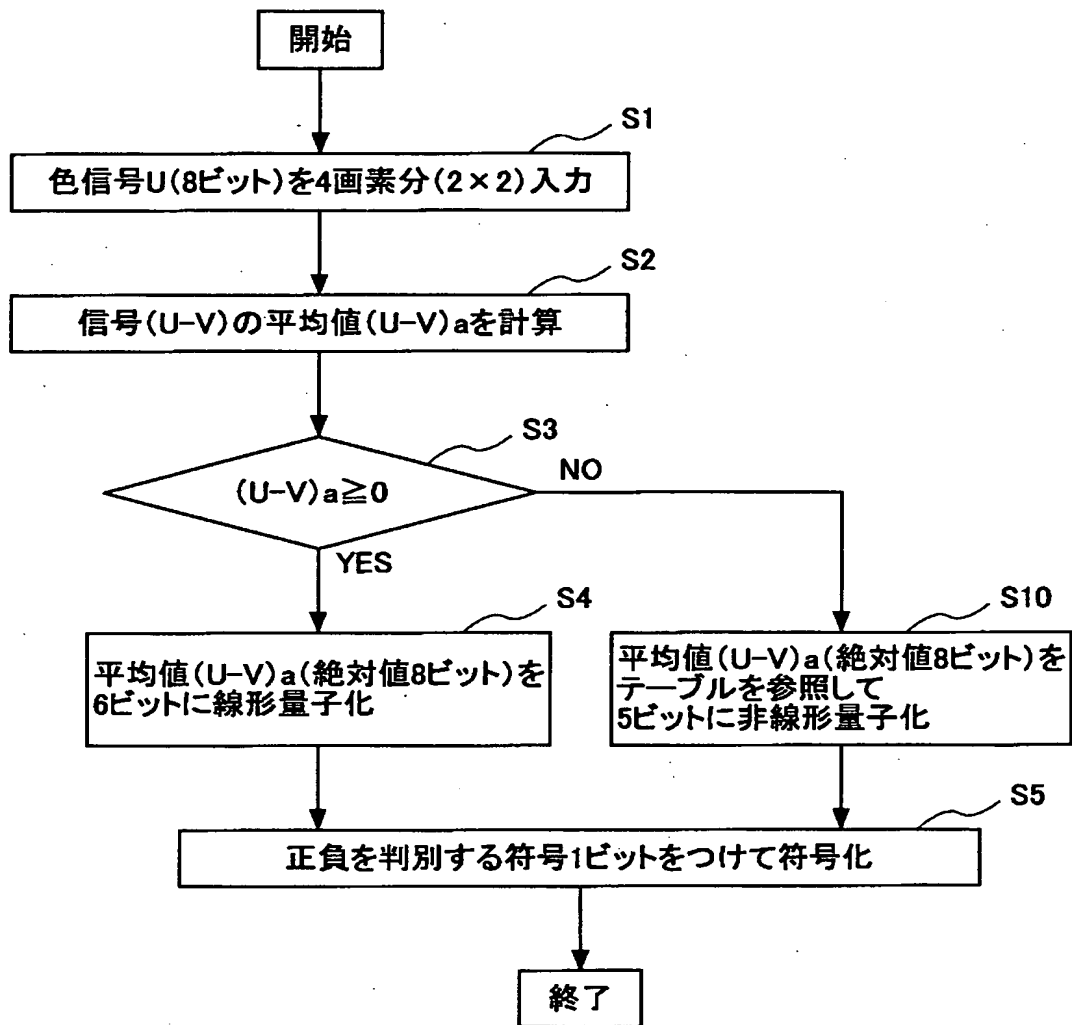 開始
S1
色信号U(8ビット)を4画素分(2×2)入力
S2
信号(U-V)の平均値(U-V)aを計算
S3
(U-V)a≧0
NO
YES
S4
平均値(U-V)a(絶対値8ビット)を
6ビットに線形量子化
S10
平均値(U-V)a(絶対値8ビット)を
テーブルを参照して
5ビットに非線形量子化
S5
正負を判別する符号1ビットをつけて符号化
終了